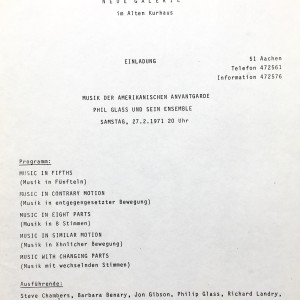 NEUE GALERIE
im Alten Kurhaus
51 Aachen
EINLADUNG
Telefon 472561
Information 472576
MUSIK DER AMERIKANISCHEN ANVANTGARDE
PHIL GLASS UND SEIN ENSEMBLE
SAMSTAG, 27.2.1971 20 Uhr
Programm:
MUSIC IN FIFTHS
(Musik in Fünfteln)
MUSIC IN CONTRARY MOTION
(Musik in entgegengesetzter Bewegung)
MUSIC IN EIGHT PARTS
(Musik in 8 Stimmen)
MUSIC IN SIMILAR MOTION
(Musik in ähnlicher Bewegung)
MUSIC WITH CHANGING PARTS
(Musik mit wechselnden Stimmen)
Ausführende:
Steve Chambers, Barbara Benary, Jon Gibson, Philip Glass, Richard Landry,